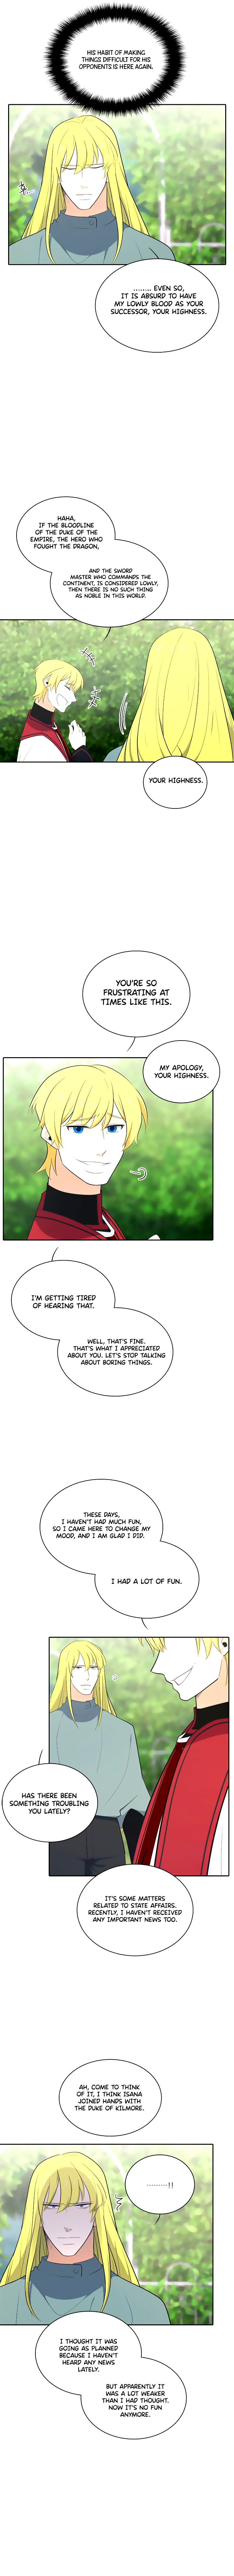 HIS HABIT OF MAKING
THINGS DIFFICULT FOR HIS
OPPONENTS IS HERE AGAIN.
........ EVEN SO,
IT IS ABSURD TO HAVE
MY LOWLY BLOOD AS YOUR
SUCCESSOR, YOUR HIGHNESS.
HAHA,
IF THE BLOODLINE
OF THE DUKE OF THE
EMPIRE, THE HERO WHO
FOUGHT THE DRAGON,
AND THE SWORD
MASTER WHO COMMANDS THE
CONTINENT, IS CONSIDERED LOWLY,
THEN THERE IS NO SUCH THING
AS NOBLE IN THIS WORLD.
YOUR HIGHNESS.
YOU'RE SO
FRUSTRATING AT
TIMES LIKE THIS.
MY APOLOGY,
YOUR HIGHNESS.
I'M GETTING TIRED
OF HEARING THAT.
WELL, THAT'S FINE.
THAT'S WHAT I APPRECIATED
ABOUT YOU. LET'S STOP TALKING
ABOUT BORING THINGS.
THESE DAYS,
I HAVEN'T HAD MUCH FUN,
SO I CAME HERE TO CHANGE MY
MOOD, AND I AM GLAD I DID.
I HAD A LOT OF FUN.
HAS THERE BEEN
SOMETHING TROUBLING
YOU LATELY?
IT'S SOME MATTERS
RELATED TO STATE AFFAIRS.
RECENTLY, I HAVEN'T RECEIVED
ANY IMPORTANT NEWS TOO.
AH, COME TO THINK
OF IT, I THINK ISANA
JOINED HANDS WITH
THE DUKE OF KILMORE.
.........!!
I THOUGHT IT WAS
GOING AS PLANNED
BECAUSE I HAVEN'T
HEARD ANY NEWS
LATELY.
BUT APPARENTLY IT
WAS A LOT WEAKER
THAN I HAD THOUGHT.
NOW IT'S NO FUN
ANYMORE.